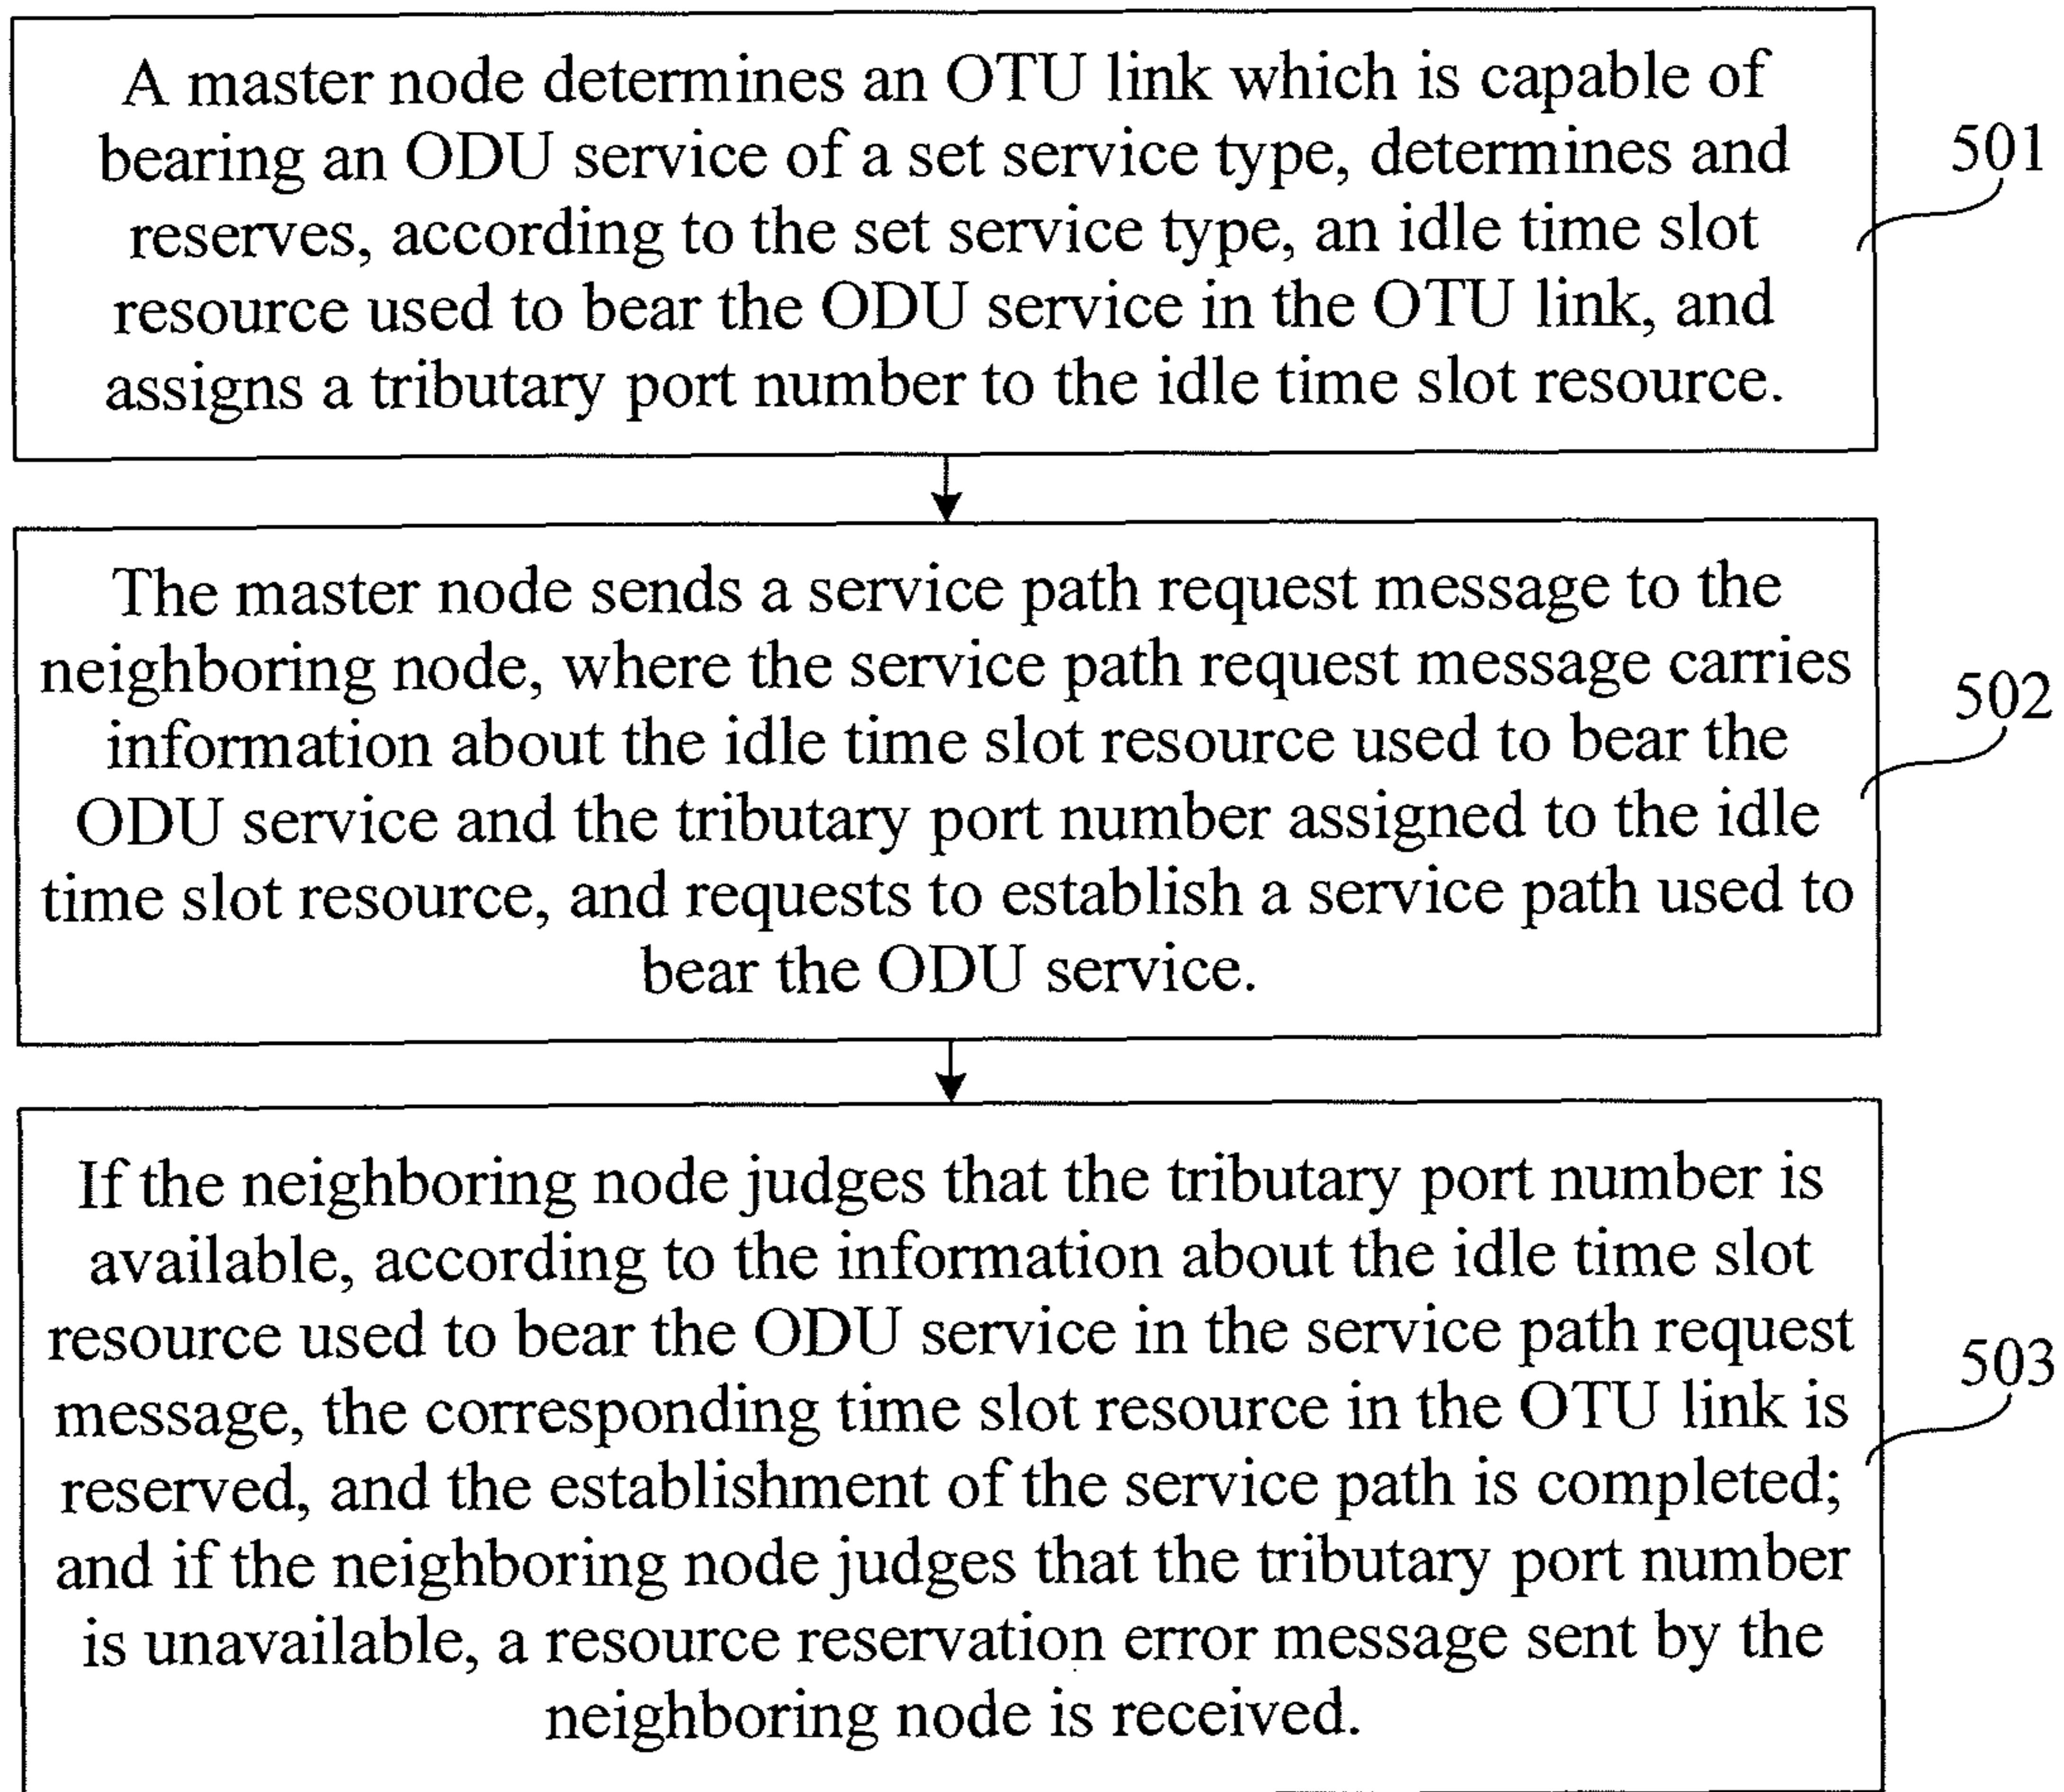 A master node determines an OTU link which is capable of
bearing an ODU service of a set service type, determines and
reserves, according to the set service type, an idle time slot
resource used to bear the ODU service in the OTU link, and
assigns a tributary port number to the idle time slot resource.
501
The master node sends a service path request message to the
neighboring node, where the service path request message carries
information about the idle time slot resource used to bear the
ODU service and the tributary port number assigned to the idle
time slot resource, and requests to establish a service path used to
bear the ODU service.
502
If the neighboring node judges that the tributary port number is
available, according to the information about the idle time slot
resource used to bear the ODU service in the service path request
message, the corresponding time slot resource in the OTU link is
reserved, and the establishment of the service path is completed;
and if the neighboring node judges that the tributary port number
is unavailable, a resource reservation error message sent by the
neighboring node is received.
503